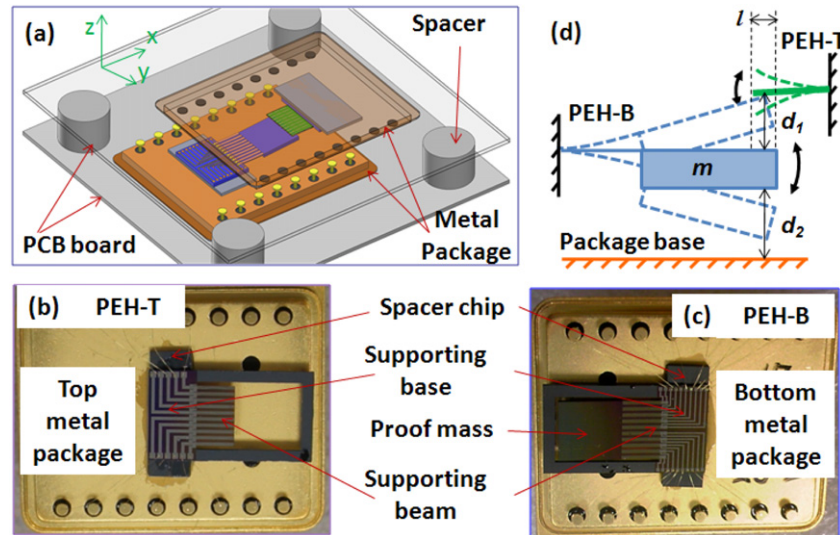 (a)
z
x
y
Spacer
PCB board
Metal
Package
(d)
l
PEH-T
PEH-B
d1
m
d2
Package base
(b)
PEH-T
Spacer chip
(c)
PEH-B
Supporting
base
Top
metal
package
Proof mass
Bottom
metal
package
Supporting
beam